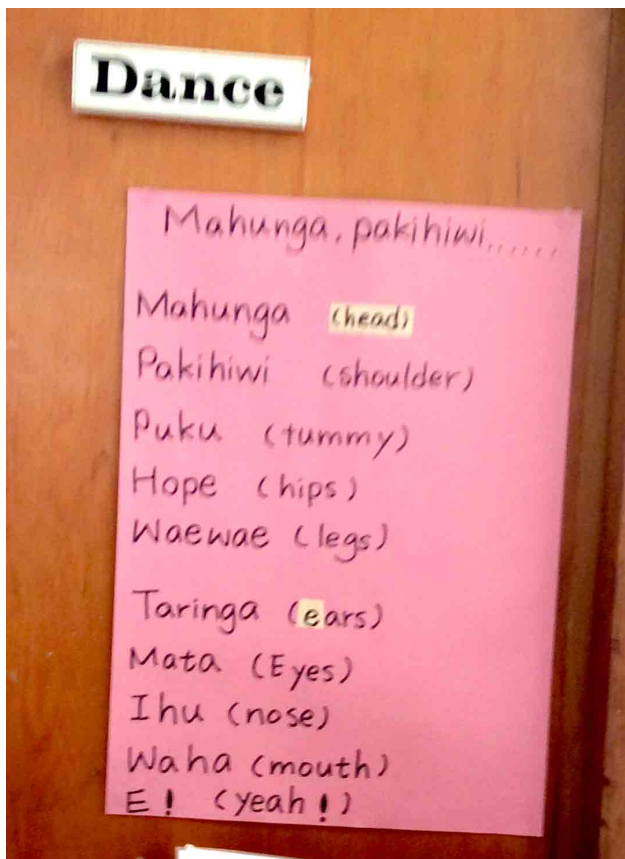 Dance
Mahunga, pakihiwi......
Mahunga (head)
Pakihiwi (shoulder)
Puku (tummy)
Hope (hips)
Waewae (legs)
Taringa (ears)
Mata (Eyes)
Ihu (nose)
Waha (mouth)
E! (yeah!)